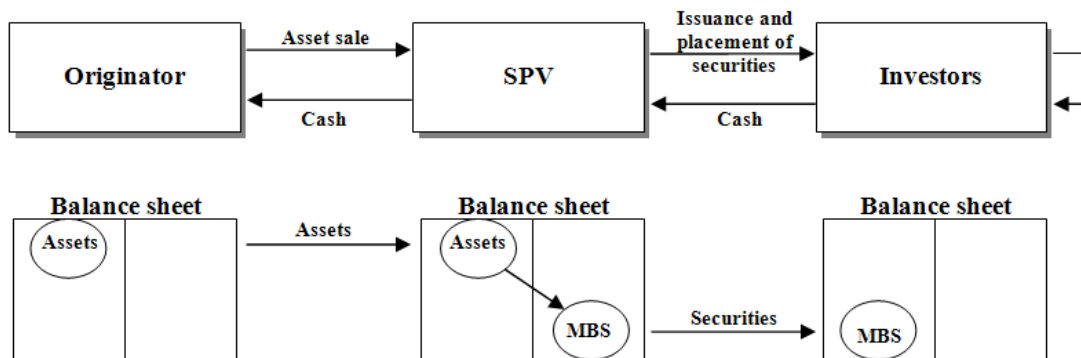 Originator
Asset sale
Cash
SPV
Issuance and
placement of
securities
Cash
Investors
Balance sheet
Balance sheet
Balance sheet
Assets
Assets
Assets
MBS
Securities
MBS